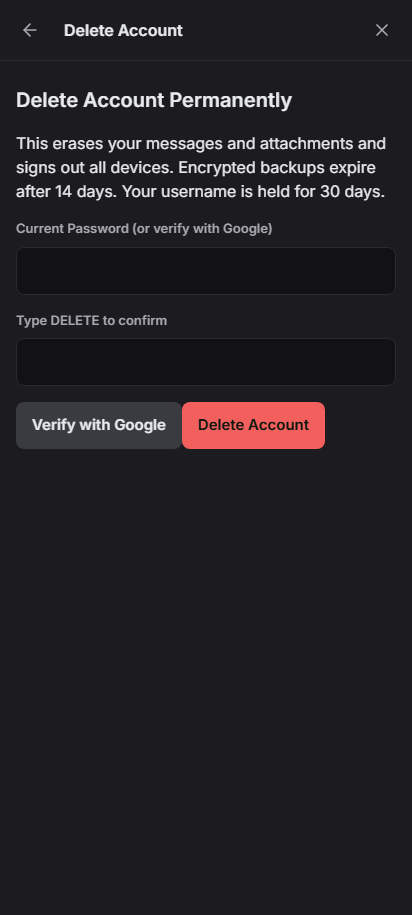 Delete Account
Delete Account Permanently
This erases your messages and attachments and
signs out all devices. Encrypted backups expire
after 14 days. Your username is held for 30 days.
Current Password (or verify with Google)
Type DELETE to confirm
Verify with Google
Delete Account